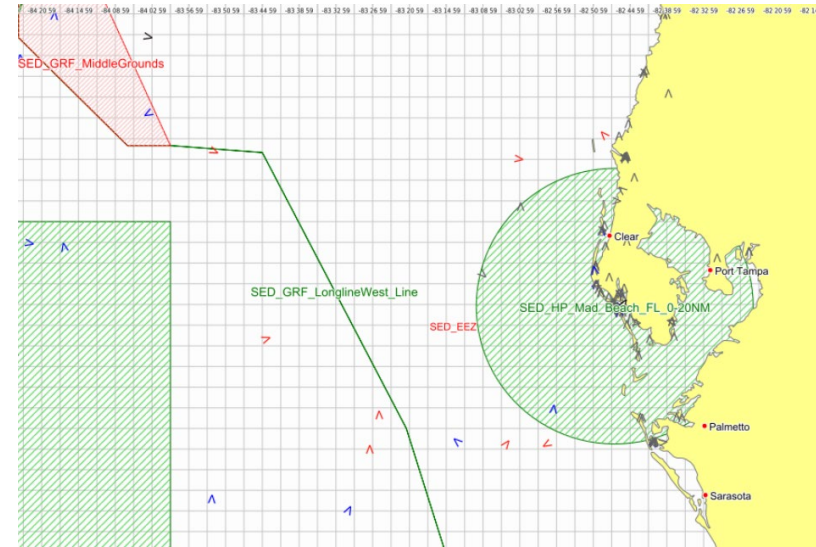 -84 20 59 -84 14 59 -84 08 59 -84 02 59 -83 56 59 -83 50 59 -83 44 59 -83 38 59 -83 32 59 -83 26 59 -83 20 59 -83 14 59 -83 08 59 -83 02 59 -82 56 59 -82 50 59 -82 44 59 -82 38 59 -82 32 59 -82 26 59 -82 20 59 -82 14
SED_GRF_MiddleGrounds
Clear
Port Tampa
SED_GRF_LonglineWest_Line
SED_HP_Mad_Beach_FL_0-20NM
SED_EEZ
Palmetto
Sarasota